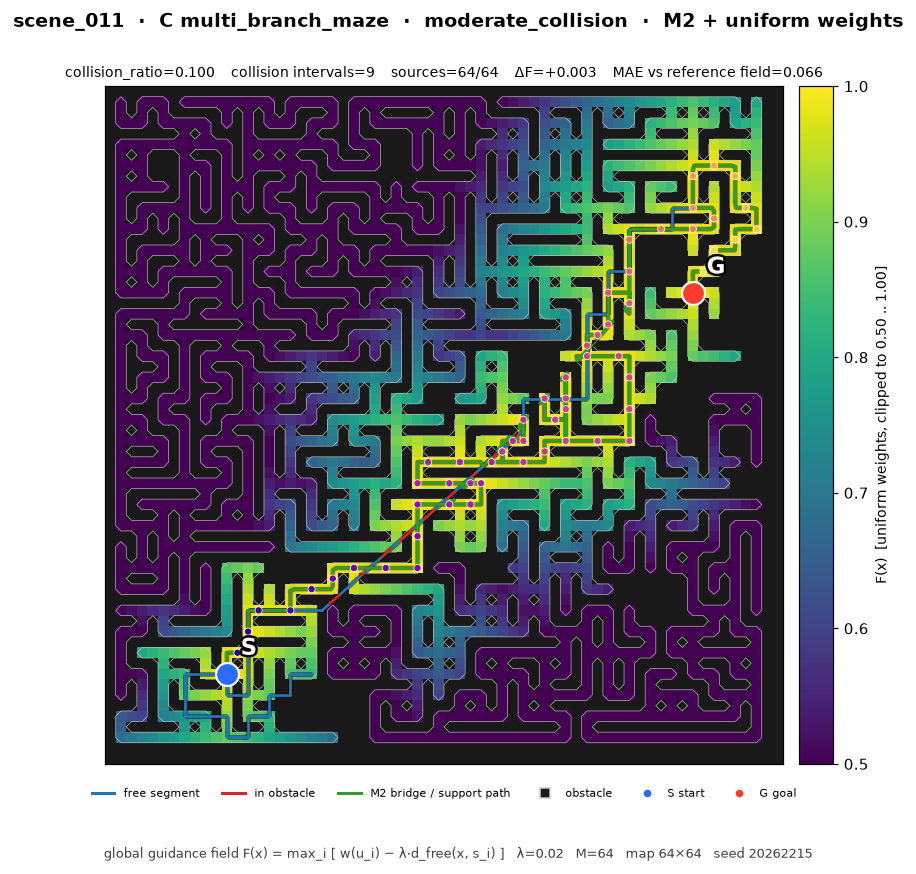 scene_011 · C multi_branch_maze · moderate_collision · M2 + uniform weights
collision_ratio=0.100 collision intervals=9 sources=64/64 ΔF=+0.003 MAE vs reference field=0.066
1.0
0.9
0.8
0.7
0.6
0.5
F(x) [uniform weights, clipped to 0.50 .. 1.00]
G
S
free segment in obstacle M2 bridge / support path obstacle S start G goal
global guidance field F(x) = max_i [ w(u_i) − λ·d_free(x, s_i) ] λ=0.02 M=64 map 64×64 seed 20262215